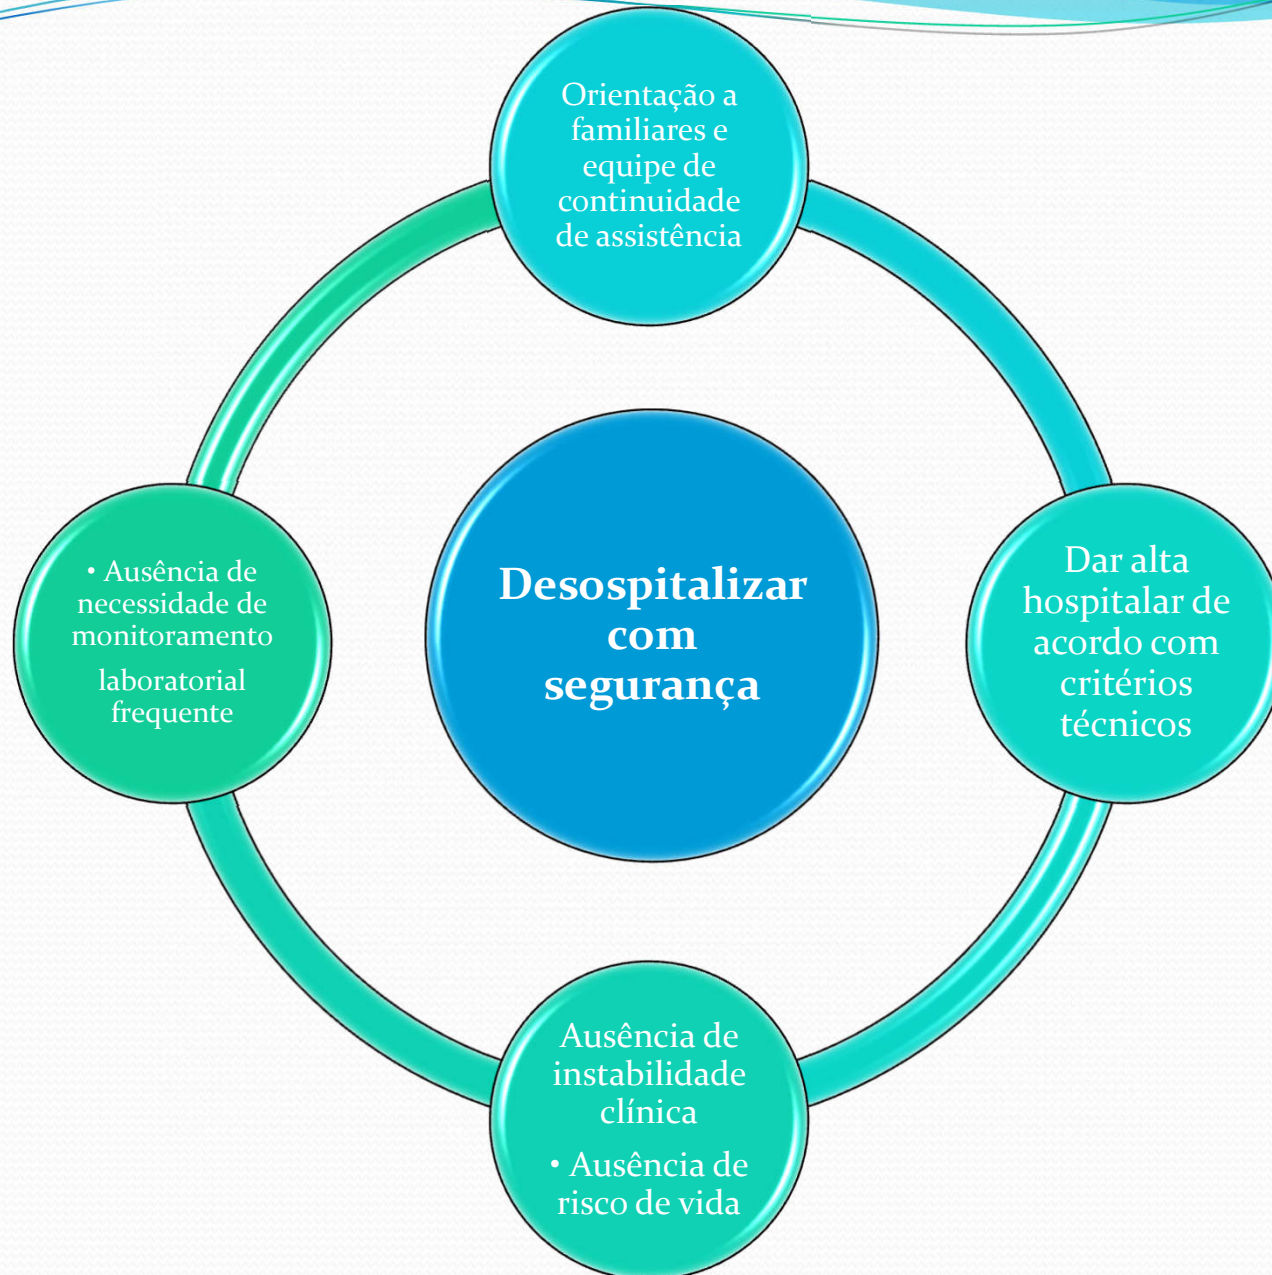 Orientação a
familiares e
equipe de
continuidade
de assistência
Dar alta
hospitalar de
acordo com
critérios
técnicos
Ausência de
instabilidade
clínica
• Ausência de
risco de vida
• Ausência de
necessidade de
monitoramento
laboratorial
frequente
Desospitalizar
com
segurança